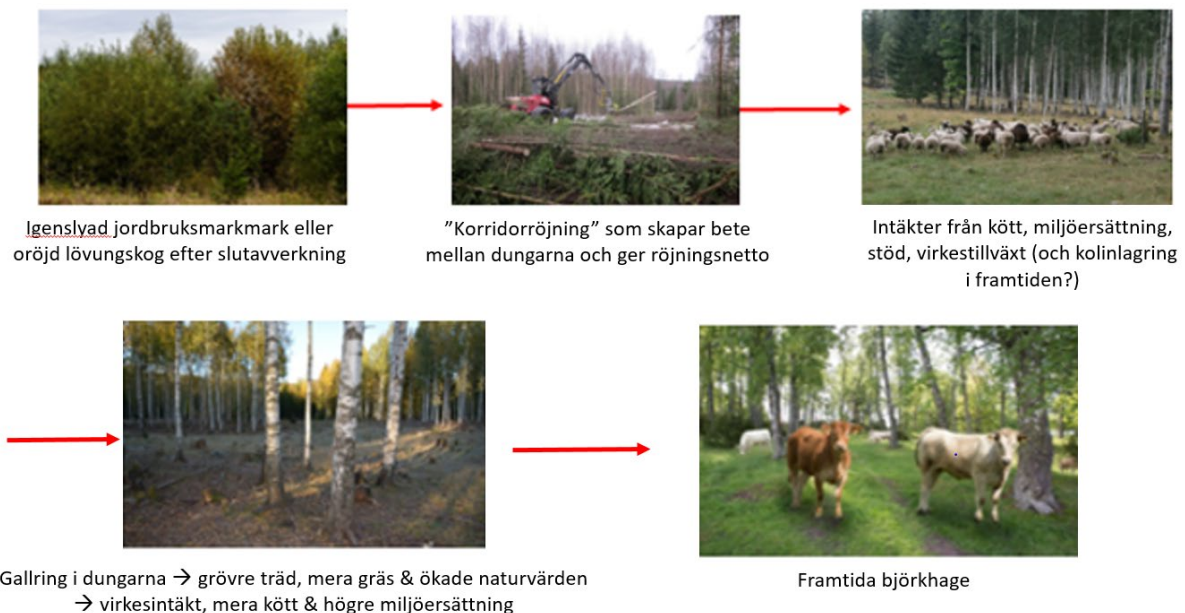 Igenslyad jordbruksmarkmark eller
oröjd lövungskog efter slutavverkning
”Korridorröjning” som skapar bete
mellan dungarna och ger röjningsnetto
Intäkter från kött, miljöersättning,
stöd, virkestillväxt (och kolinlagring
i framtiden?)
Gallring i dungarna → grövre träd, mera gräs & ökade naturvärden
→ virkesintäkt, mera kött & högre miljöersättning
Framtida björkhage